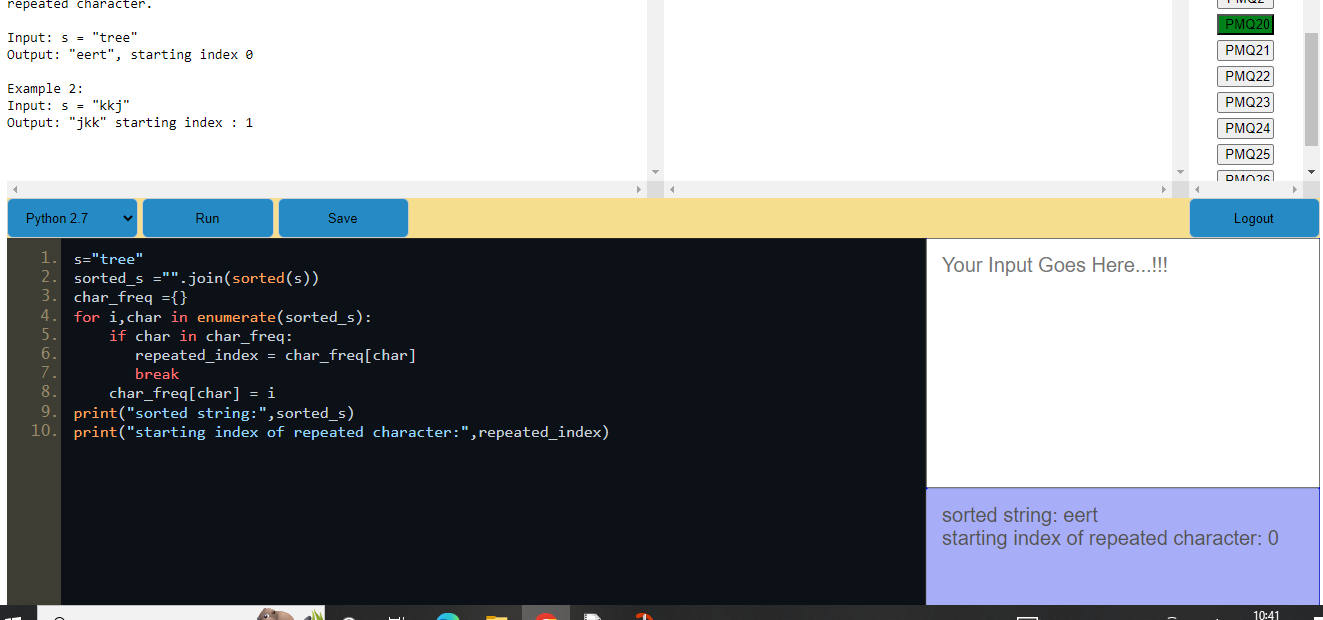 repeated character.
Input: s = "tree"
Output: "eert", starting index 0
Example 2:
Input: s = "kkj"
Output: "jkk" starting index : 1
PMQ20
PMQ21
PMQ22
PMQ23
PMQ24
PMQ25
PMQ26
Python 2.7
Run
Save
Logout
1. s="tree"
2. sorted_s ="".join(sorted(s))
3. char_freq ={}
4. for i,char in enumerate(sorted_s):
5. if char in char_freq:
6. repeated_index = char_freq[char]
7. break
8. char_freq[char] = i
9. print("sorted string:",sorted_s)
10. print("starting index of repeated character:",repeated_index)
Your Input Goes Here...!!!
sorted string: eert
starting index of repeated character: 0
10:41